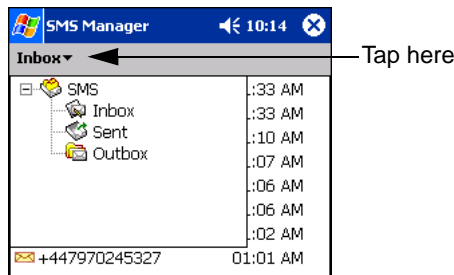 SMS Manager 10:14
Inbox Tap here
SMS :33 AM
Inbox :33 AM
Sent :10 AM
Outbox :07 AM
:06 AM
:06 AM
:02 AM
+447970245327 01:01 AM